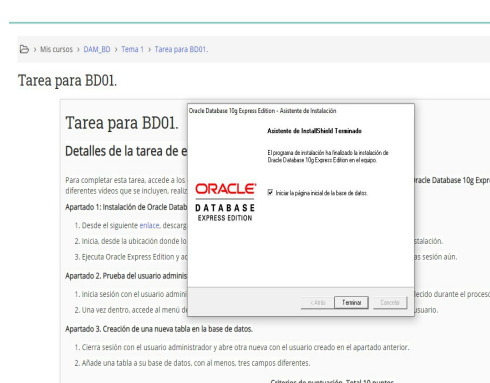 Mis cursos > DAM_BD > Tema 1 > Tarea para BD01.
Tarea para BD01.
Tarea para BD01.
Detalles de la tarea de e
Para completar esta tarea, accede a los
racle Database 10g Expre
diferentes vídeos que se incluyen, realiz
Apartado 1: Instalación de Oracle Datab
1. Desde el siguiente enlace, descarg
2. Inicia, desde la ubicación donde lo
stalación.
3. Ejecuta Oracle Express Edition y ac
as sesión aún.
Apartado 2. Prueba del usuario adminis
1. Inicia sesión con el usuario admini
lecido durante el proceso
2. Una vez dentro, accede al menú de
usuario.
Apartado 3. Creación de una nueva tabla en la base de datos.
1. Cierra sesión con el usuario administrador y abre otra nueva con el usuario creado en el apartado anterior.
2. Añade una tabla a su base de datos, con al menos, tres campos diferentes.
Criterios de puntuación. Total 10 puntos.
Oracle Database 10g Express Edition - Asistente de Instalación
Asistente de InstallShield Terminado
El programa de instalación ha finalizado la instalación de
Oracle Database 10g Express Edition en el equipo.
Iniciar la página inicial de la base de datos.
ORACLE
DATABASE
EXPRESS EDITION
< Atrás
Terminar
Cancelar